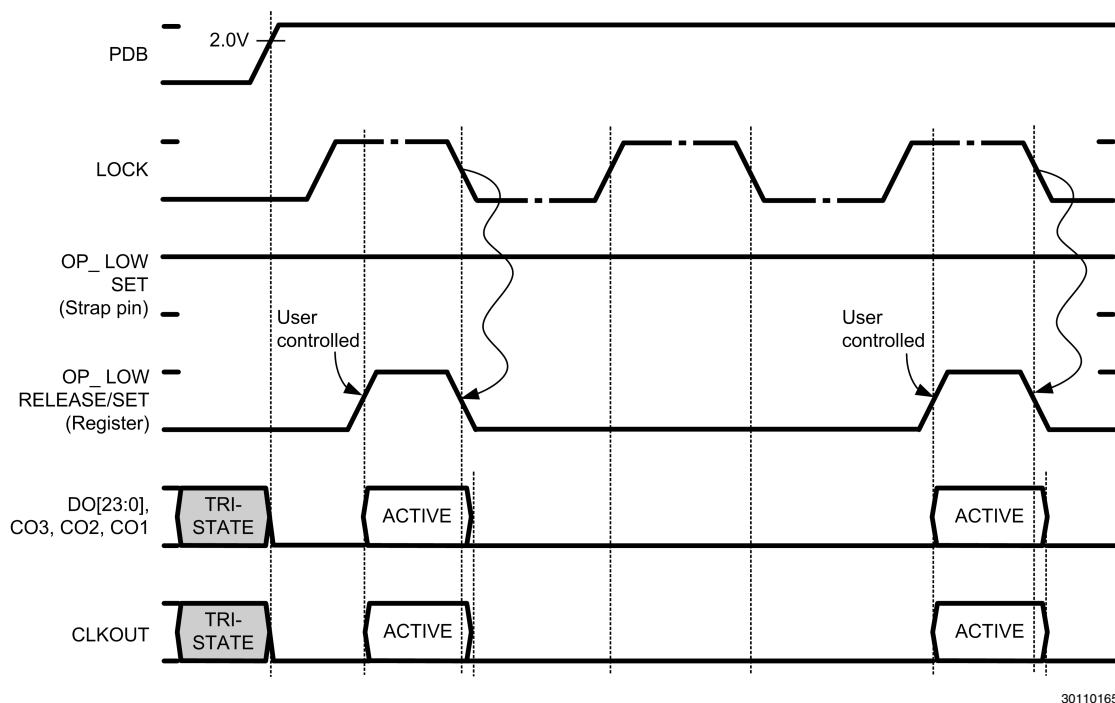 2.0V
PDB
LOCK
OP_ LOW
SET
(Strap pin)
User
controlled
User
controlled
OP_ LOW
RELEASE/SET
(Register)
DO[23:0],
CO3, CO2, CO1
TRI-
STATE
ACTIVE
ACTIVE
CLKOUT
TRI-
STATE
ACTIVE
ACTIVE
30110165